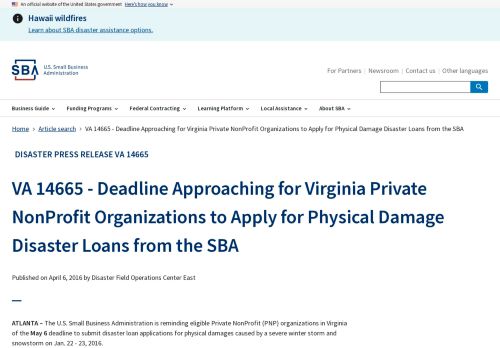 An official website of the United States government Here's how you know
Hawaii wildfires
Learn about SBA disaster assistance options.
SBA U.S. Small Business
Administration
For Partners Newsroom Contact us Other languages
Business Guide Funding Programs Federal Contracting Learning Platform Local Assistance About SBA
Home › Article search › VA 14665 - Deadline Approaching for Virginia Private NonProfit Organizations to Apply for Physical Damage Disaster Loans from the SBA
DISASTER PRESS RELEASE VA 14665
VA 14665 - Deadline Approaching for Virginia Private
NonProfit Organizations to Apply for Physical Damage
Disaster Loans from the SBA
Published on April 6, 2016 by Disaster Field Operations Center East
ATLANTA – The U.S. Small Business Administration is reminding eligible Private NonProfit (PNP) organizations in Virginia
of the May 6 deadline to submit disaster loan applications for physical damages caused by a severe winter storm and
snowstorm on Jan. 22 - 23, 2016.